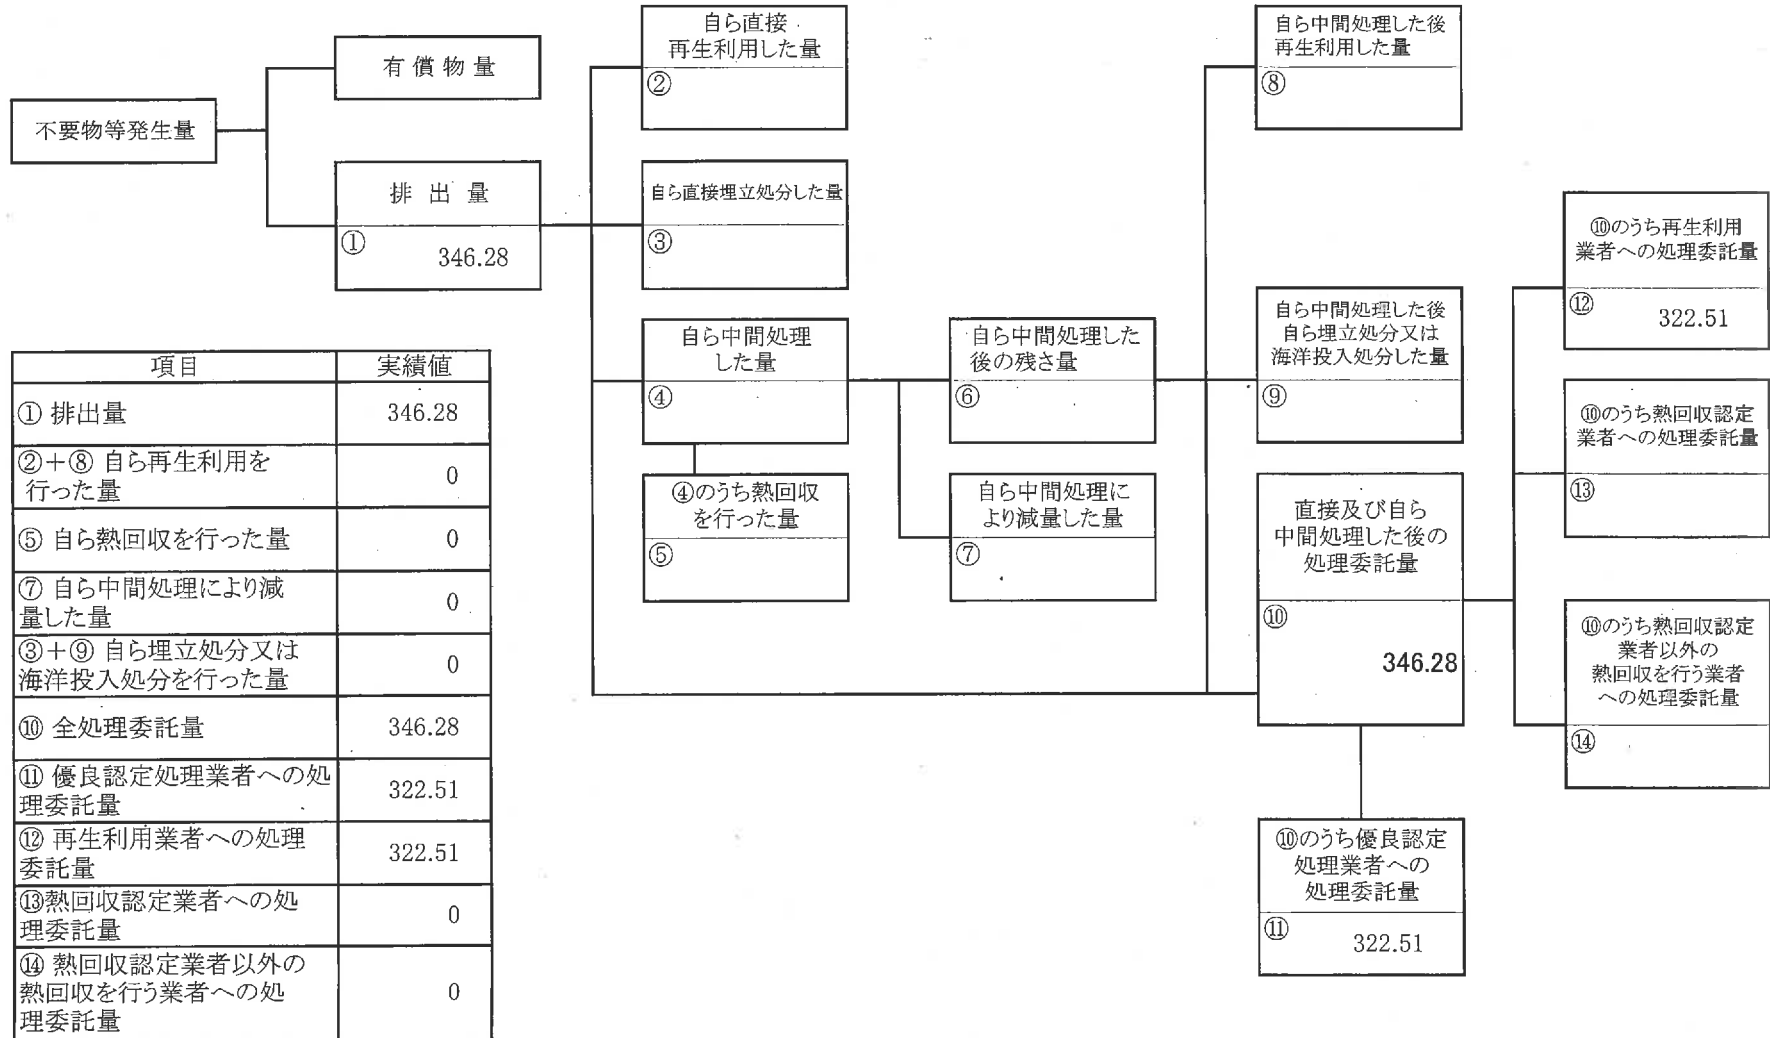 不要物等発生量
有償物量
排出量
①
346.28
自ら直接
再生利用した量
②
自ら直接埋立処分した量
③
自ら中間処理
した量
④
④のうち熱回収
を行った量
⑤
自ら中間処理した
後の残さ量
⑥
自ら中間処理に
より減量した量
⑦
自ら中間処理した後
再生利用した量
⑧
自ら中間処理した後
自ら埋立処分又は
海洋投入処分した量
⑨
直接及び自ら
中間処理した後の
処理委託量
⑩
346.28
⑩のうち優良認定
処理業者への
処理委託量
⑪
322.51
⑩のうち再生利用
業者への処理委託量
⑫
322.51
⑩のうち熱回収認定
業者への処理委託量
⑬
⑩のうち熱回収認定
業者以外の
熱回収を行う業者
への処理委託量
⑭
項目 実績値
① 排出量 346.28
②+⑧ 自ら再生利用を
行った量 0
⑤ 自ら熱回収を行った量 0
⑦ 自ら中間処理により減
量した量 0
③+⑨ 自ら埋立処分又は
海洋投入処分を行った量 0
⑩ 全処理委託量 346.28
⑪ 優良認定処理業者への処
理委託量 322.51
⑫ 再生利用業者への処理
委託量 322.51
⑬熱回収認定業者への処
理委託量 0
⑭ 熱回収認定業者以外の
熱回収を行う業者への処
理委託量 0